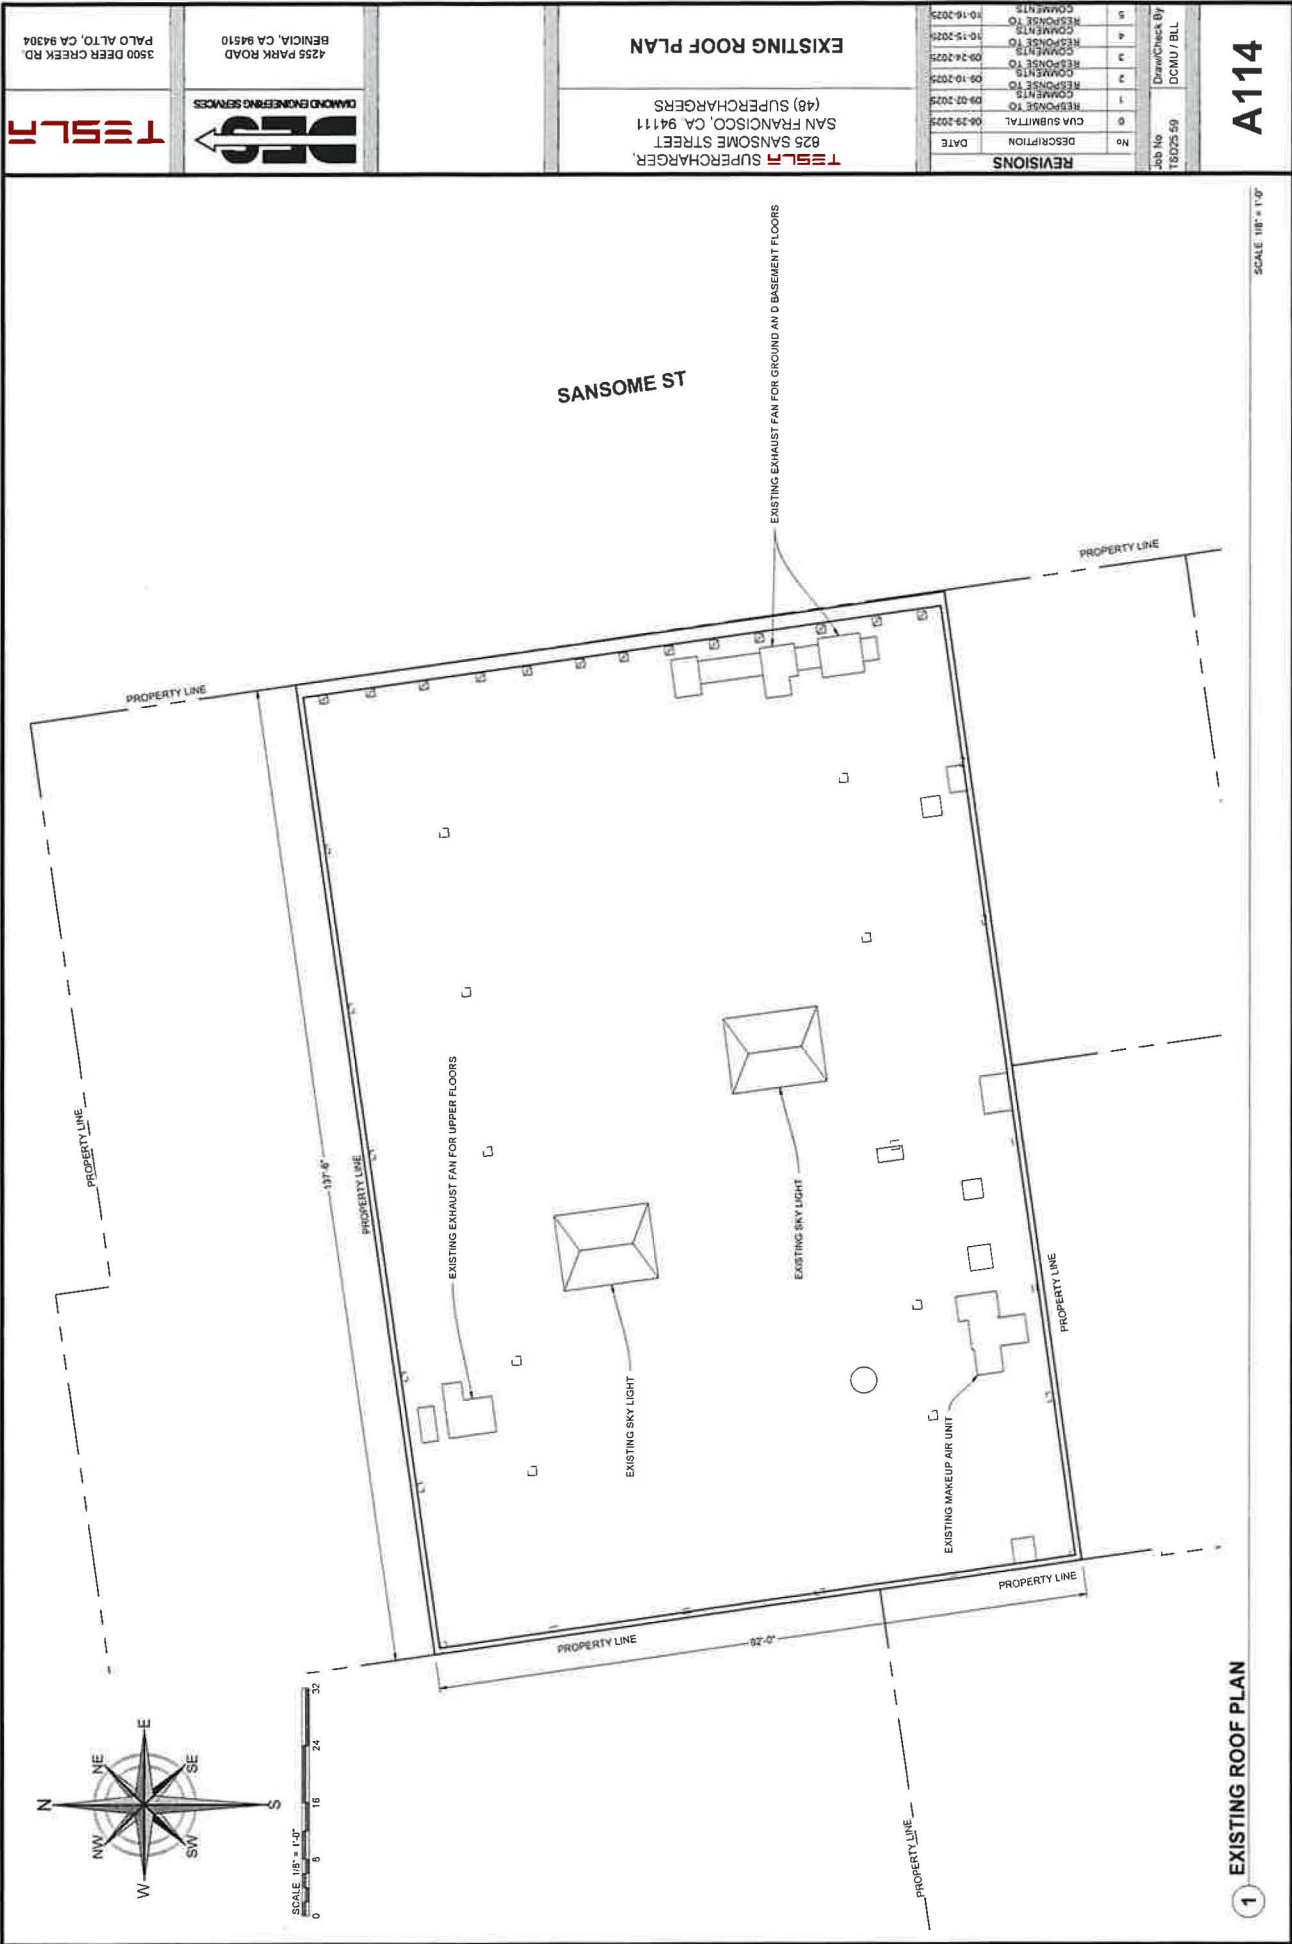 TESLA
3500 DEER CREEK RD.
PALO ALTO, CA 94304
DES
DIAMOND ENGINEERING SERVICES
4255 PARK ROAD
BENICIA, CA 94510
TESLA SUPERCHARGER,
825 SANSOME STREET
SAN FRANCISCO, CA. 94111
(48) SUPERCHARGERS
EXISTING ROOF PLAN
REVISIONS
No DESCRIPTION DATE
0 CUA SUBMITTAL 08-29-2025
1 RESPONSE TO COMMENTS 09-02-2025
2 RESPONSE TO COMMENTS 09-10-2025
3 RESPONSE TO COMMENTS 09-24-2025
4 RESPONSE TO COMMENTS 10-15-2025
5 RESPONSE TO COMMENTS 10-16-2025
Job No
TSD25 59
Draw/Check By
DCMU / BLL
A114
SANSOME ST
EXISTING EXHAUST FAN FOR GROUND AN D BASEMENT FLOORS
PROPERTY LINE
PROPERTY LINE
PROPERTY LINE
137'-6"
PROPERTY LINE
EXISTING EXHAUST FAN FOR UPPER FLOORS
EXISTING SKY LIGHT
EXISTING SKY LIGHT
EXISTING MAKEUP AIR UNIT
PROPERTY LINE
PROPERTY LINE
PROPERTY LINE
92'-0"
PROPERTY LINE
N
NE
E
SE
S
SW
W
NW
SCALE 1/8" = 1'-0"
0 8 16 24 32
1 EXISTING ROOF PLAN
SCALE 1/8" = 1'-0"